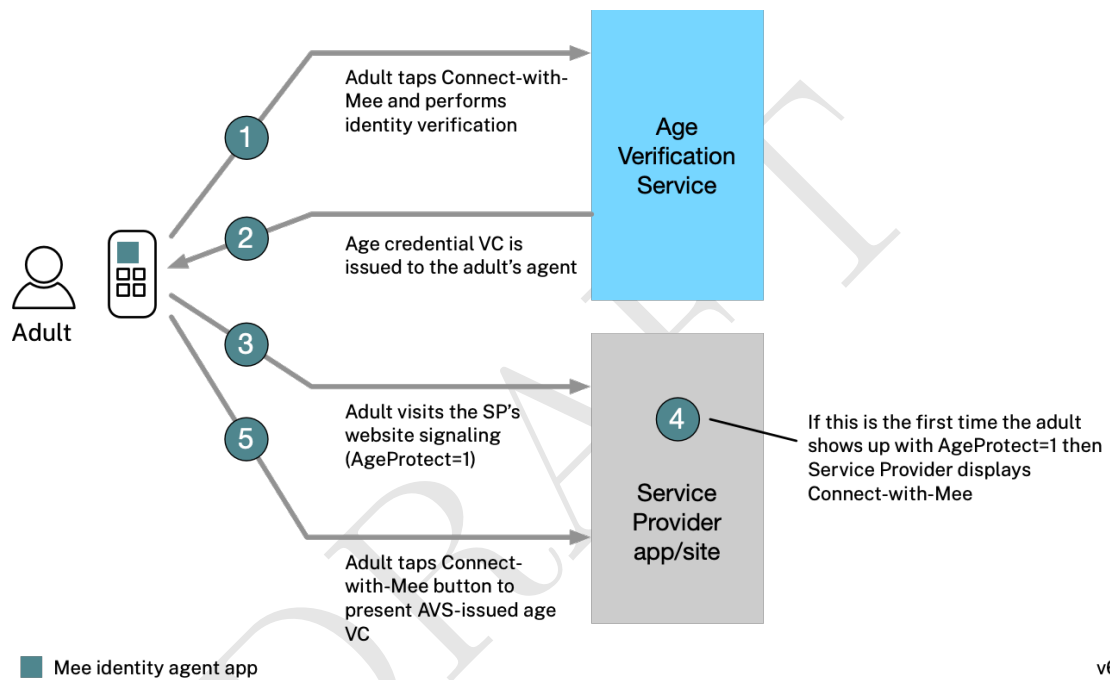 Adult taps Connect-with-
Mee and performs
identity verification
1
Age
Verification
Service
2
Age credential VC is
issued to the adult's agent
Adult
3
Adult visits the SP's
website signaling
(AgeProtect=1)
4
If this is the first time the adult
shows up with AgeProtect=1 then
Service Provider displays
Connect-with-Mee
5
Service
Provider
app/site
Adult taps Connect-
with-Mee button to
present AVS-issued age
VC
Mee identity agent app
DRAFT